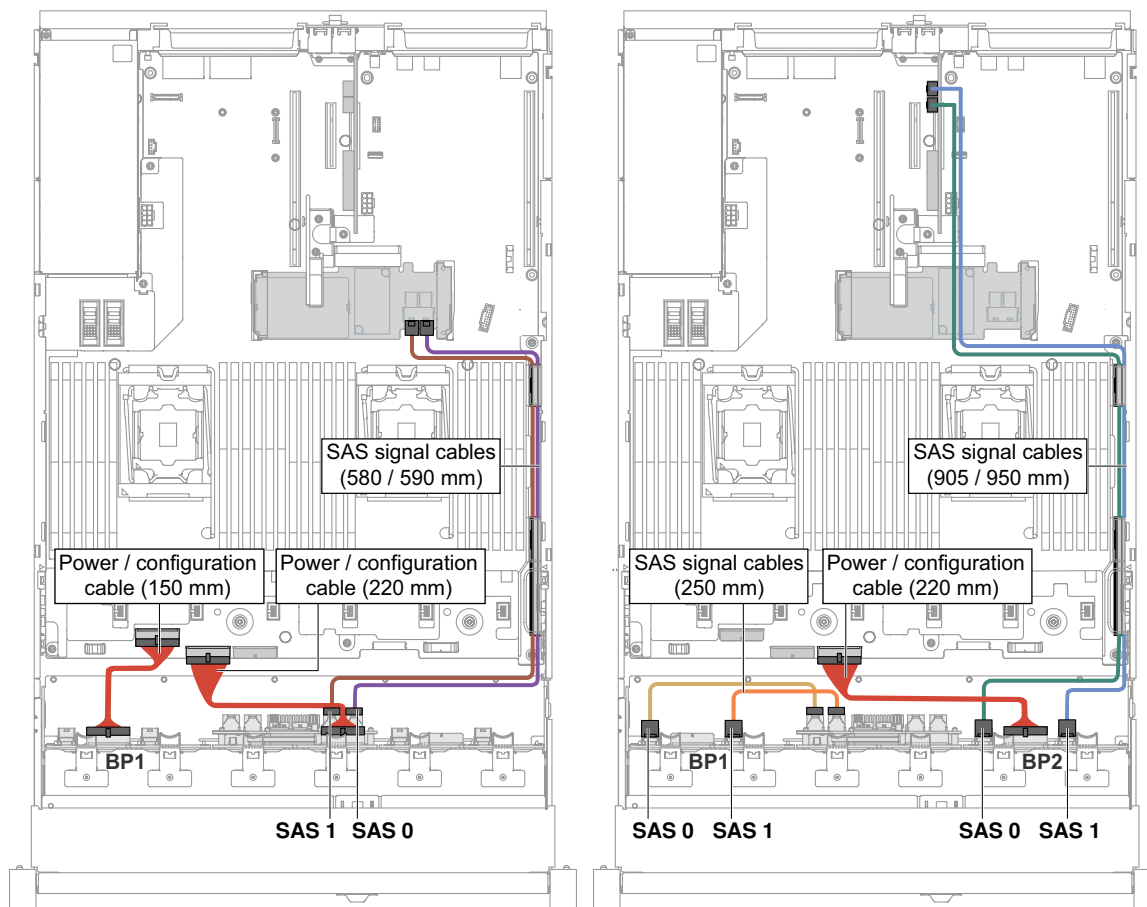 SAS signal cables
(580 / 590 mm)
Power / configuration
cable (150 mm)
Power / configuration
cable (220 mm)
BP1
SAS 1
SAS 0
SAS signal cables
(905 / 950 mm)
SAS signal cables
(250 mm)
Power / configuration
cable (220 mm)
BP1
BP2
SAS 0
SAS 1
SAS 0
SAS 1